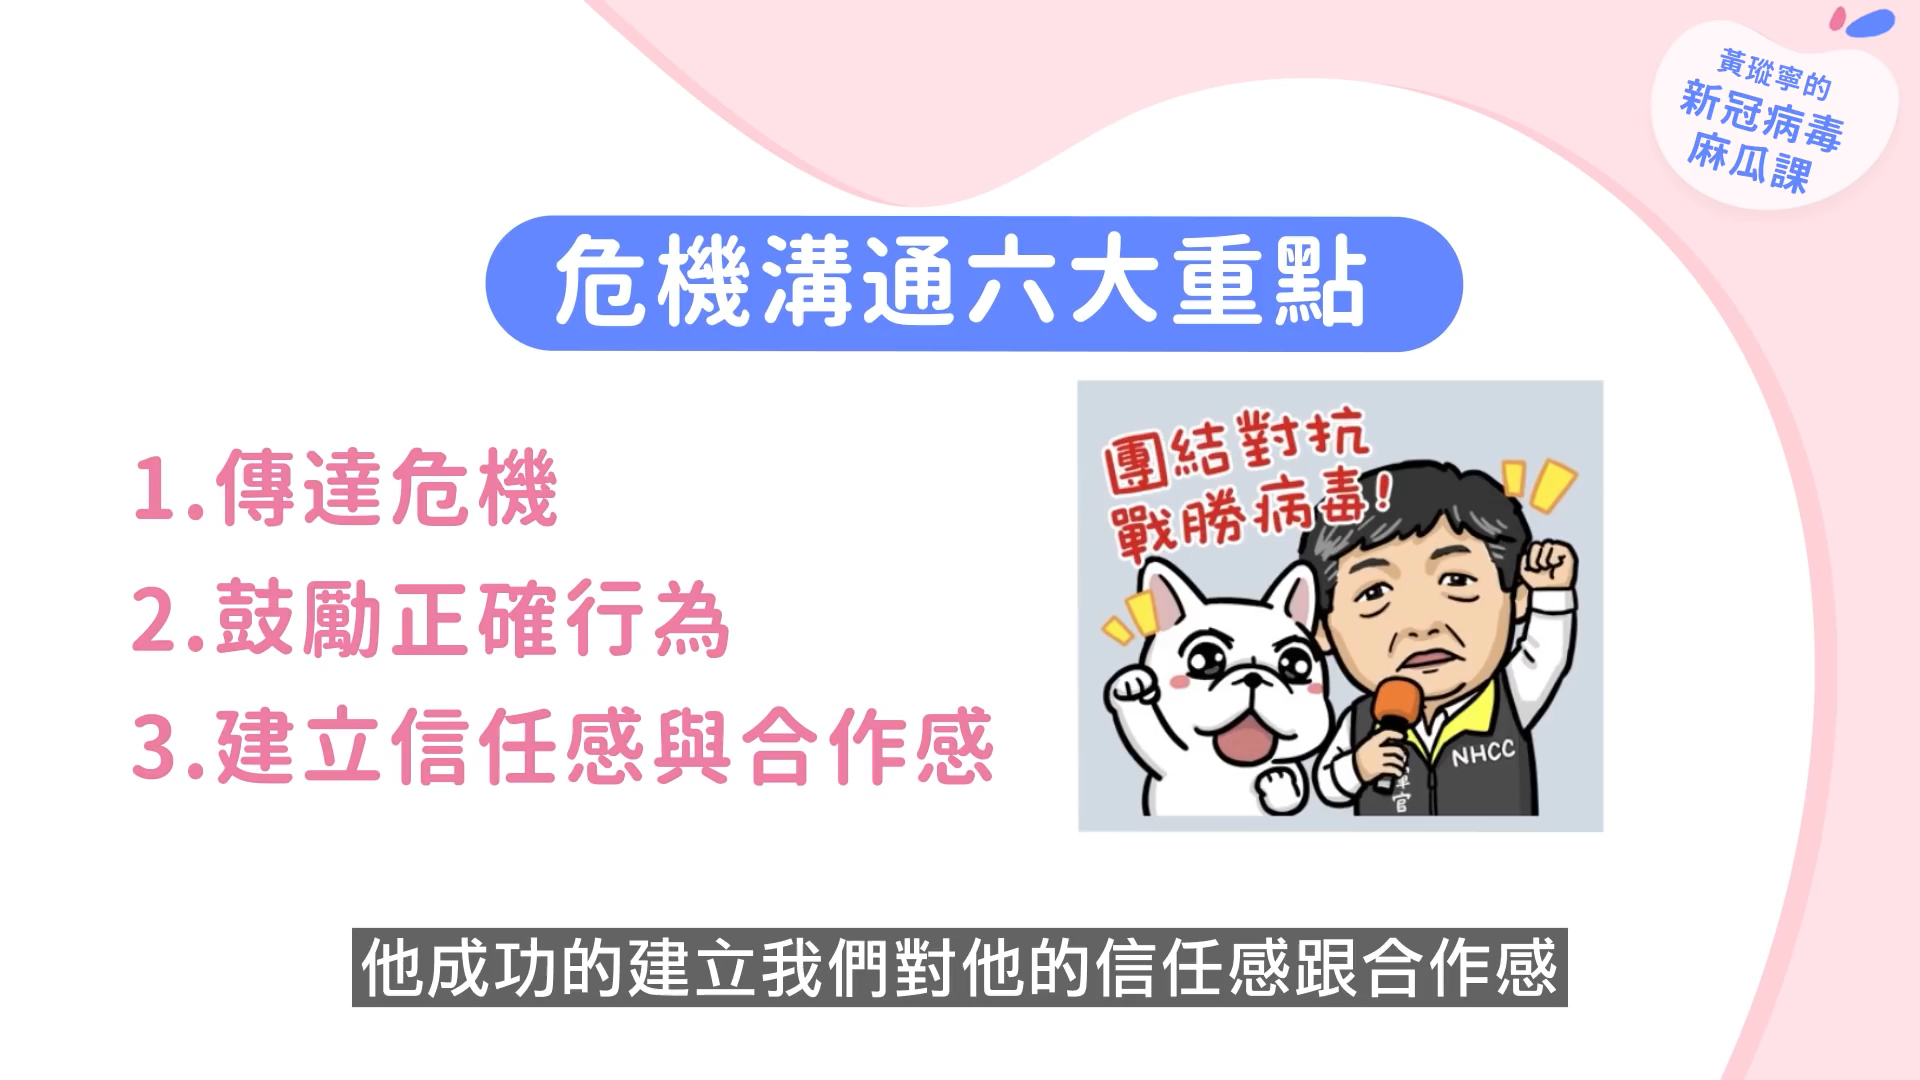 黃瑽寧的
新冠病毒
麻瓜課
危機溝通六大重點
1.傳達危機
2.鼓勵正確行為
3.建立信任感與合作感
團結對抗
戰勝病毒!
NHCC
官
他成功的建立我們對他的信任感跟合作感